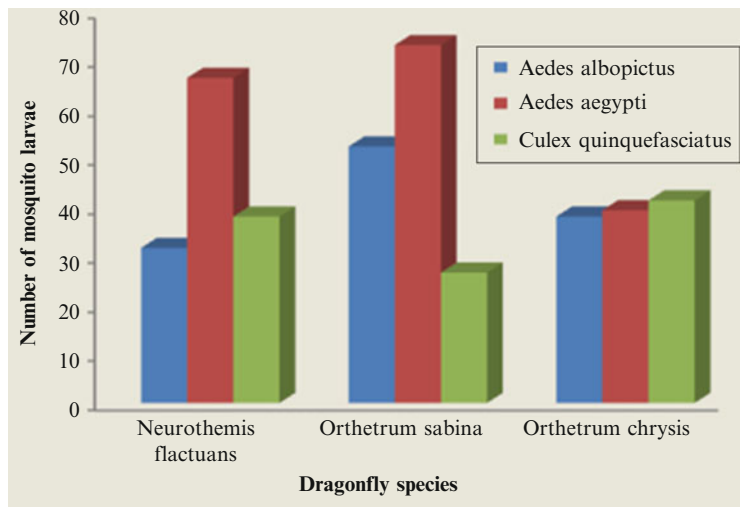 80
70
60
50
40
30
20
10
0
Number of mosquito larvae
Aedes albopictus
Aedes aegypti
Culex quinquefasciatus
Neurothemis
flactuans
Orthetrum sabina
Orthetrum chrysis
Dragonfly species